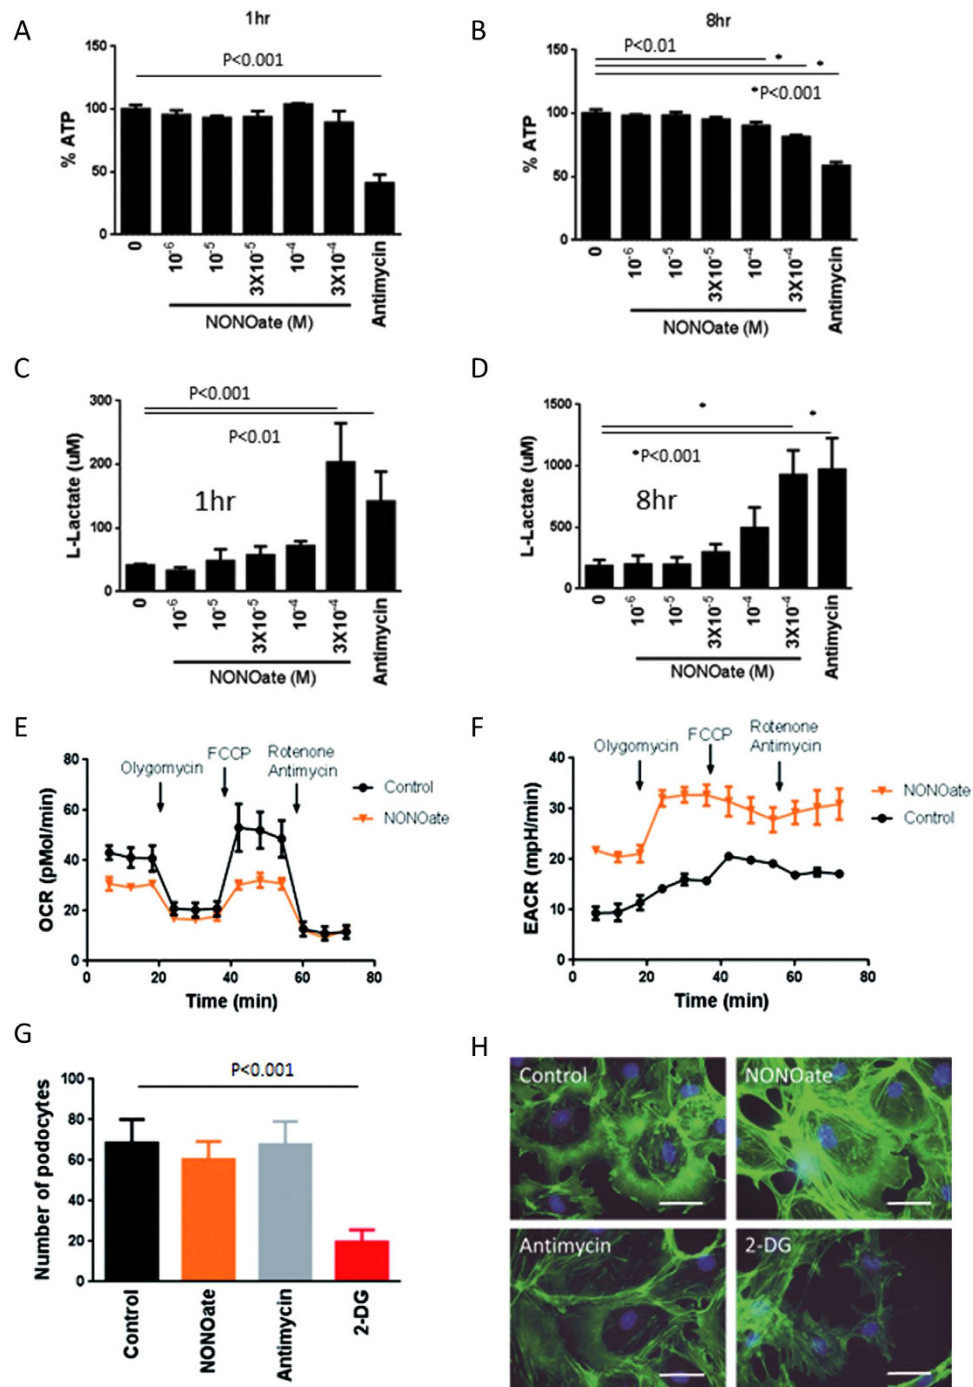 A
1hr
P<0.001
% ATP
150
100
50
0
0
10-6
10-5
3X10-5
10-4
3X10-4
Antimycin
NONOate (M)
B
8hr
P<0.01
*
*
*P<0.001
% ATP
150
100
50
0
0
10-6
10-5
3X10-5
10-4
3X10-4
Antimycin
NONOate (M)
C
P<0.001
P<0.01
1hr
L-Lactate (uM)
300
200
100
0
0
10-6
10-5
3X10-5
10-4
3X10-4
Antimycin
NONOate (M)
D
*
*
*P<0.001
8hr
L-Lactate (uM)
1500
1000
500
0
0
10-6
10-5
3X10-5
10-4
3X10-4
Antimycin
NONOate (M)
E
Olygomycin
FCCP
Rotenone
Antimycin
Control
NONOate
OCR (pMol/min)
80
60
40
20
0
0 20 40 60 80
Time (min)
F
Olygomycin
FCCP
Rotenone
Antimycin
NONOate
Control
EACR (mpH/min)
40
30
20
10
0
0 20 40 60 80
Time (min)
G
P<0.001
Number of podocytes
100
80
60
40
20
0
Control
NONOate
Antimycin
2-DG
H
Control
NONOate
Antimycin
2-DG